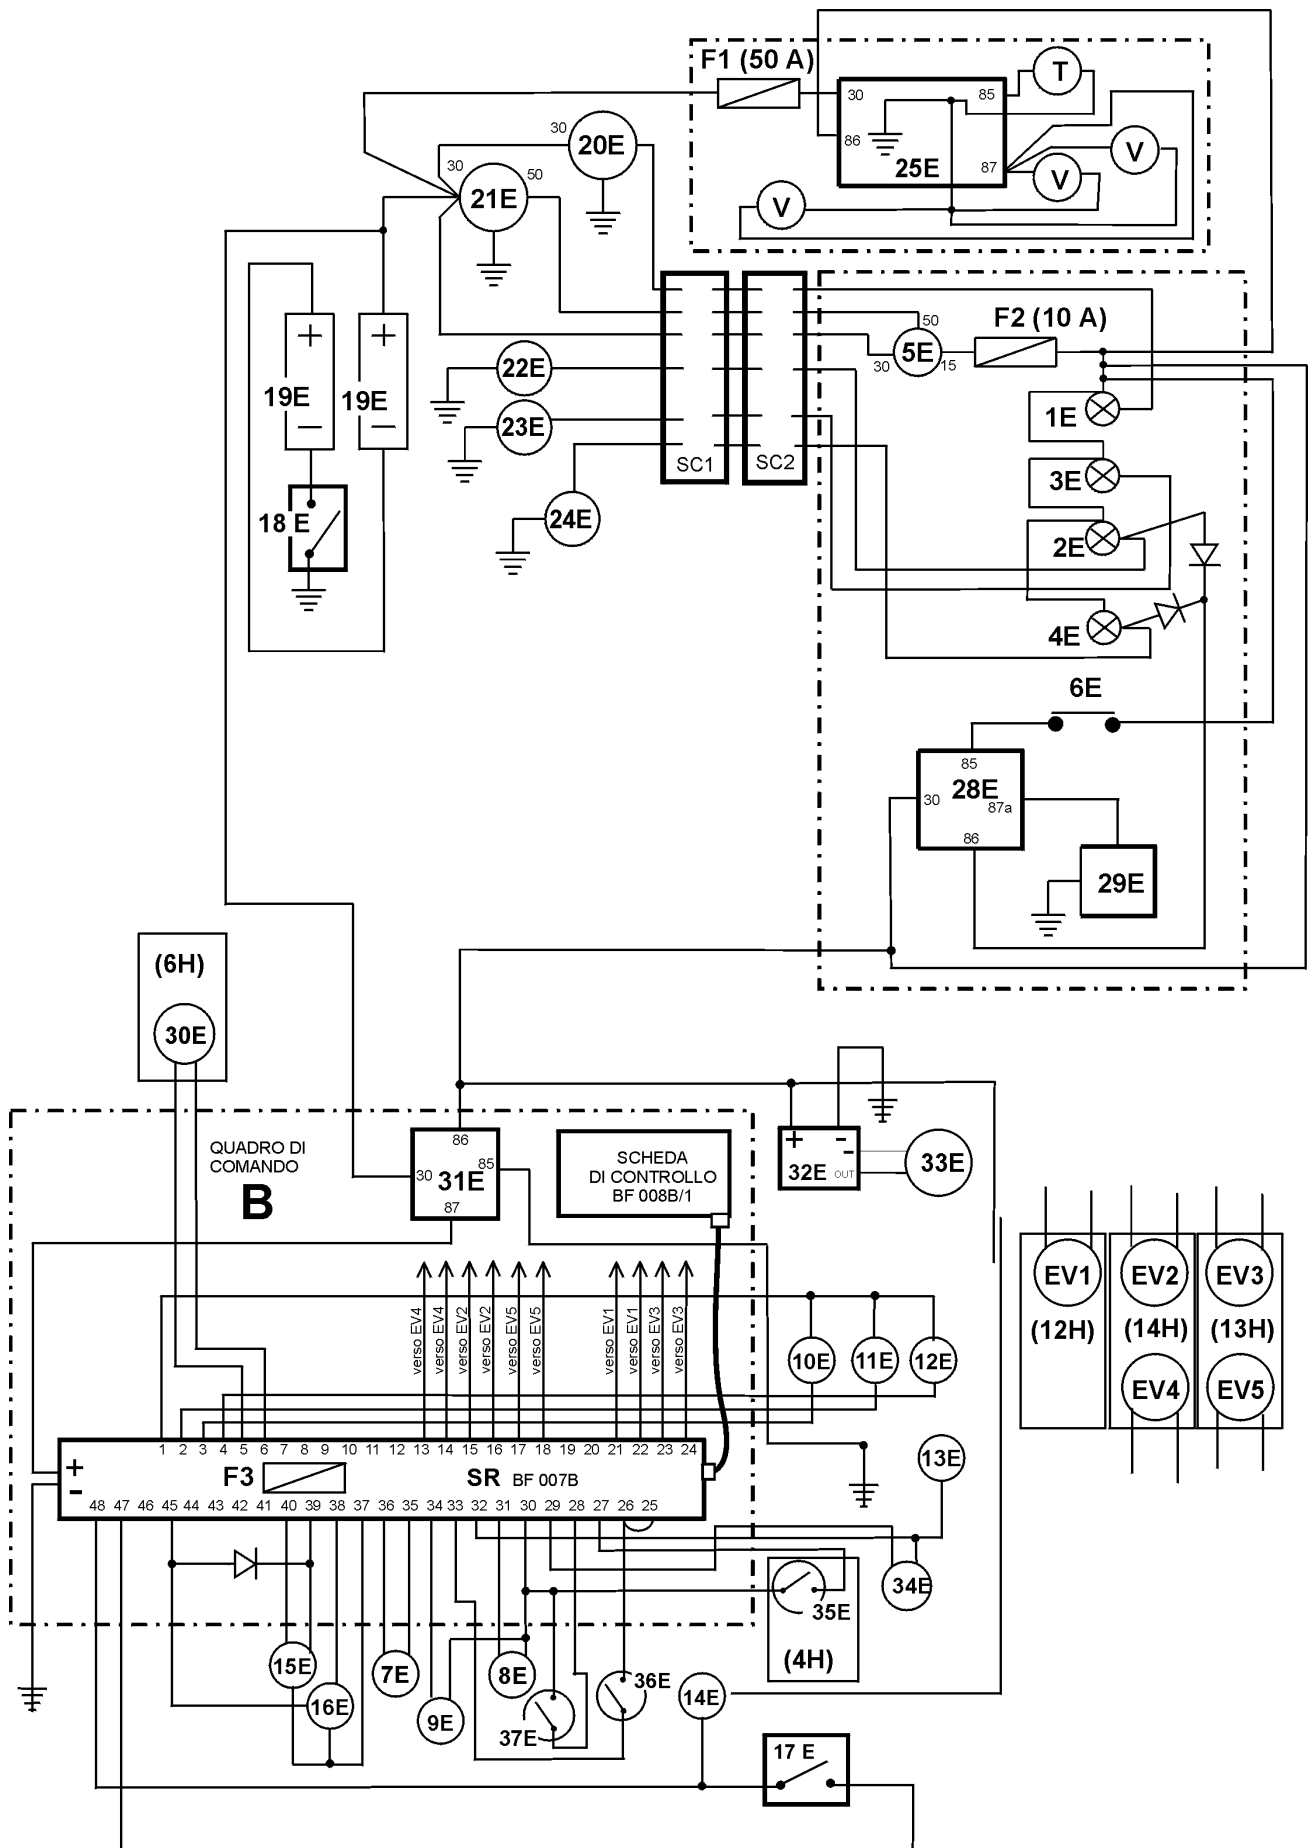 F1 (50 A)
T
30
85
86
25E
87
V
V
V
30
20E
30
50
21E
F2 (10 A)
50
5E
30
15
22E
1E
19E
19E
23E
SC1
SC2
3E
18 E
24E
2E
4E
6E
85
28E
30
87a
86
29E
(6H)
30E
QUADRO DI
COMANDO
B
86
85
30
31E
87
SCHEDA
DI CONTROLLO
BF 008B/1
+
-
-
32E
OUT
33E
EV1
EV2
EV3
(12H)
(14H)
(13H)
EV4
EV5
verso EV4
verso EV4
verso EV2
verso EV2
verso EV5
verso EV5
verso EV1
verso EV1
verso EV3
verso EV3
10E
11E
12E
1 2 3 4 5 6 7 8 9 10 11 12 13 14 15 16 17 18 19 20 21 22 23 24
+
-
F3
SR BF 007B
13E
48 47 46 45 44 43 42 41 40 39 38 37 36 35 34 33 32 31 30 29 28 27 26 25
34E
35E
(4H)
15E
7E
8E
36E
14E
16E
9E
37E
17 E